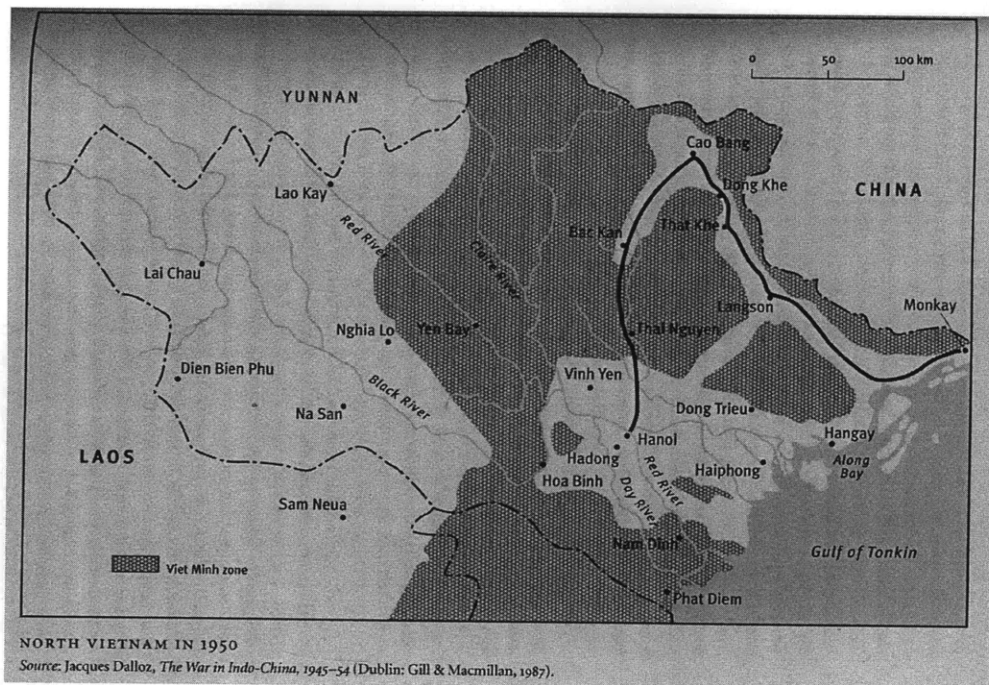 0 50 100 km
YUNNAN
Cao Bang
CHINA
Dong Khe
Lao Kay
That Khe
Red River
Bac Kan
Claire River
Lai Chau
Langson
Monkay
Nghia Lo
Yen Bay
Thai Nguyen
Dien Bien Phu
Vinh Yen
Black River
Na San
Dong Trieu
Hanoi
Hangay
LAOS
Hadong
Haiphong
Along
Bay
Hoa Binh
Red River
Day River
Sam Neua
Nam Dinh
Gulf of Tonkin
Viet Minh zone
Phat Diem
NORTH VIETNAM IN 1950
Source: Jacques Dalloz, The War in Indo-China, 1945–54 (Dublin: Gill & Macmillan, 1987).